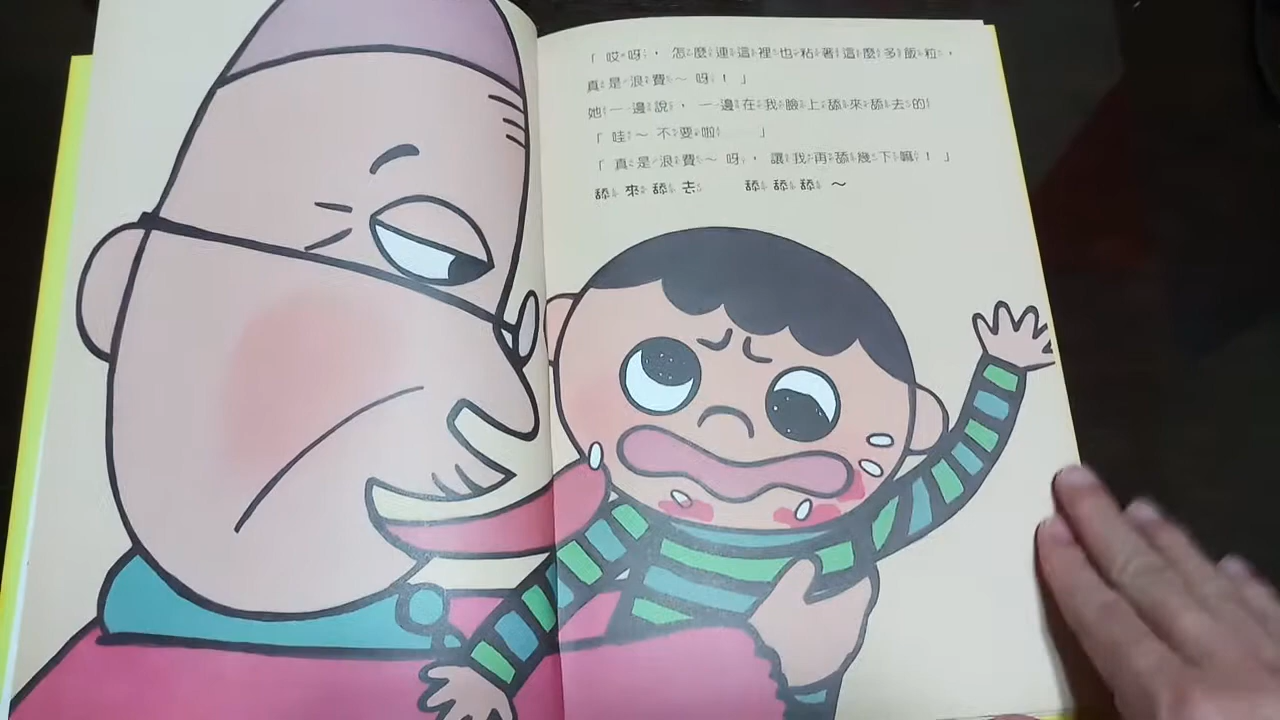 「哎呀，怎麼連這裡也粘著這麼多飯粒，
真是浪費～呀！」
她一邊說，一邊在我臉上舔來舔去的
「哇～不要啦　　」
「真是浪費～呀，讓我再舔幾下嘛！」
舔來舔去　　舔舔舔～